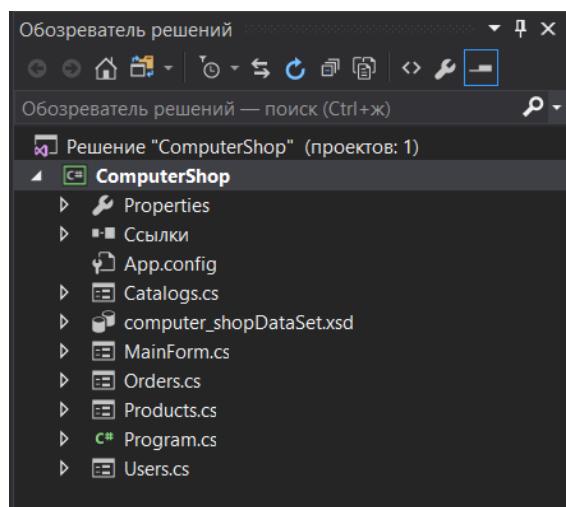 Обозреватель решений
Обозреватель решений — поиск (Ctrl+ж)
Решение "ComputerShop" (проектов: 1)
C# ComputerShop
Properties
Ссылки
App.config
Catalogs.cs
computer_shopDataSet.xsd
MainForm.cs
Orders.cs
Products.cs
C# Program.cs
Users.cs